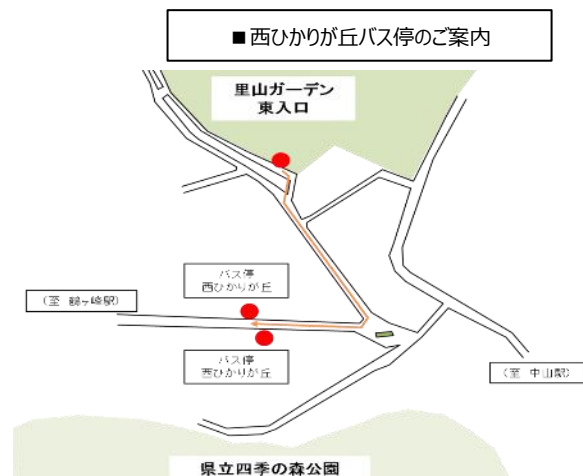 ■西ひかりが丘バス停のご案内
里山ガーデン
東入口
バス停
西ひかりが丘
(至 鶴ヶ峰駅)
バス停
西ひかりが丘
(至 中山駅)
県立四季の森公園